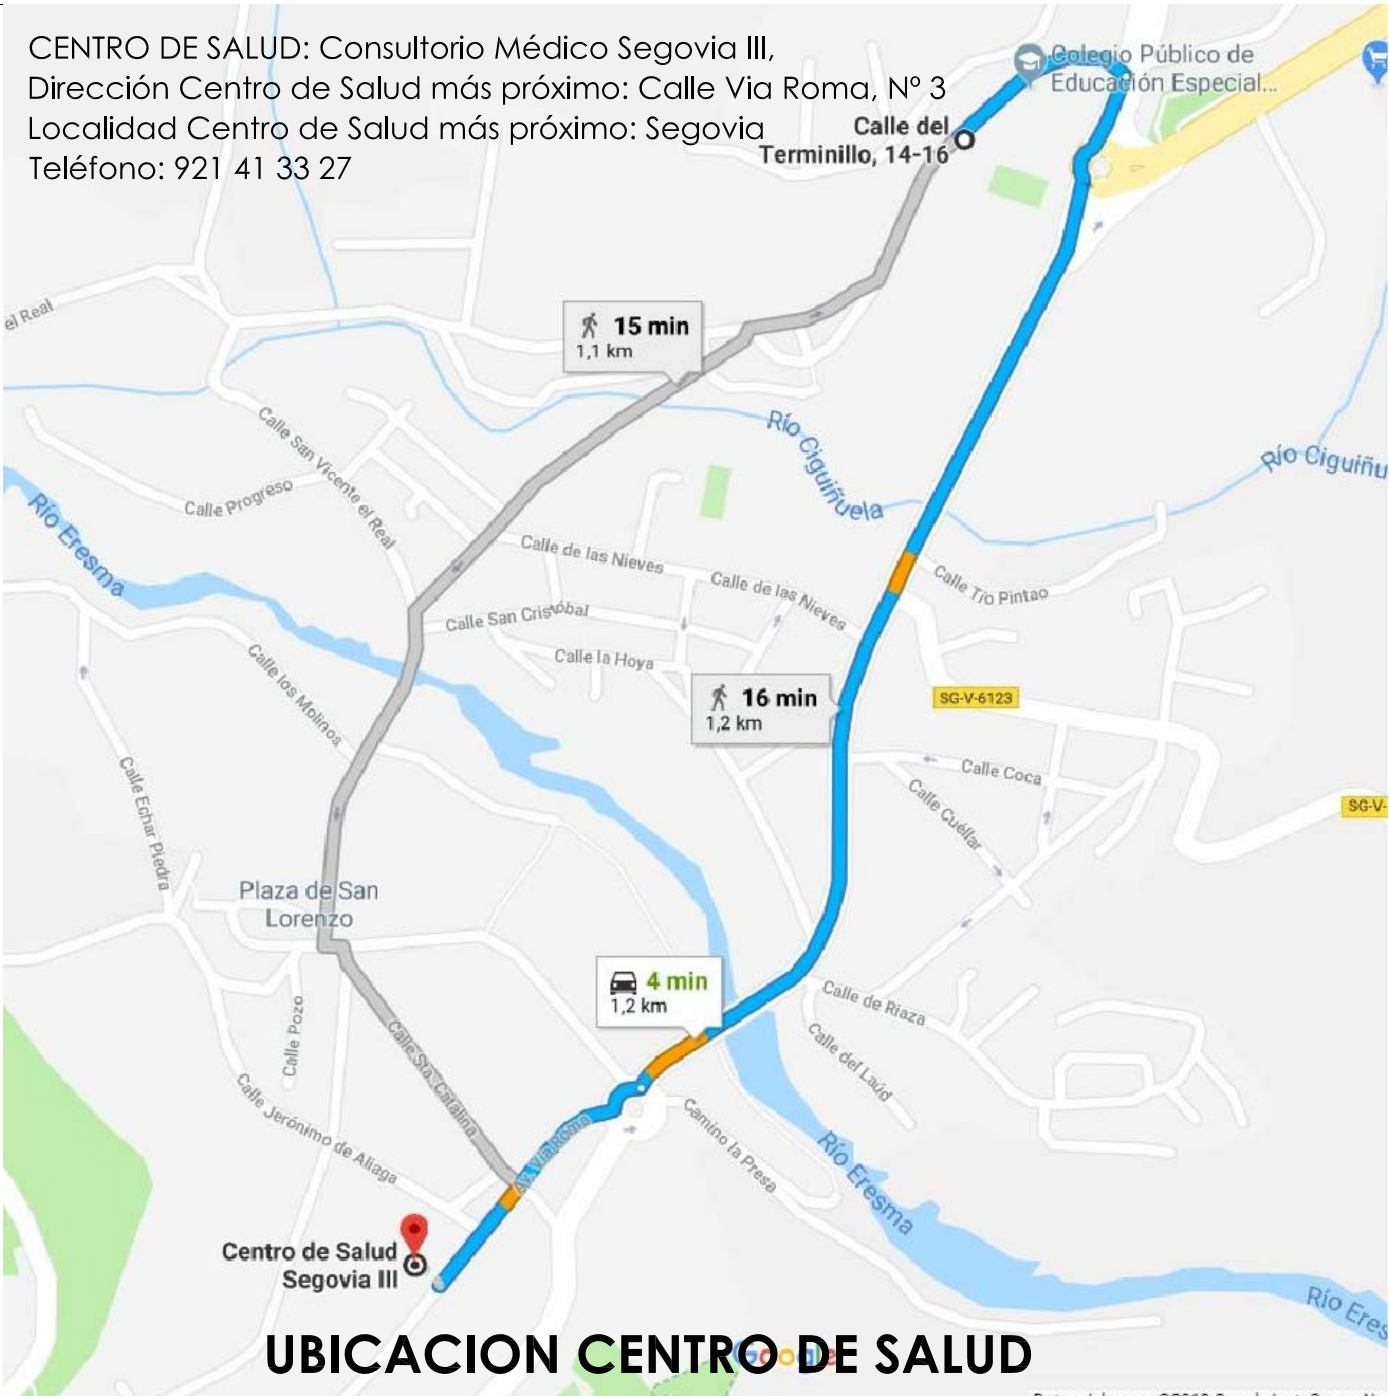 CENTRO DE SALUD: Consultorio Médico Segovia III,
Dirección Centro de Salud más próximo: Calle Via Roma, Nº 3
Localidad Centro de Salud más próximo: Segovia
Teléfono: 921 41 33 27
Colegio Público de
Educación Especial...
Calle del
Terminillo, 14-16
el Real
15 min
1,1 km
Río Ciguiñuela
Río Ciguiñu
Calle San Vicente el Real
Calle Progreso
Río Eresma
Calle de las Nieves
Calle de las Nieves
Calle Tío Pintao
Calle San Cristóbal
Calle la Hoya
Calle los Molinos
16 min
1,2 km
SG-V-6123
Calle Coca
Calle Cuéllar
SG-V-
Calle Echar Piedra
Plaza de San
Lorenzo
4 min
1,2 km
Calle de Riaza
Calle del Laúd
Calle Pozo
Calle Sta. Catalina
Calle Jerónimo de Aliaga
Av. Vía Roma
Camino la Presa
Río Eresma
Centro de Salud
Segovia III
Río Eres
UBICACION CENTRO DE SALUD
Google